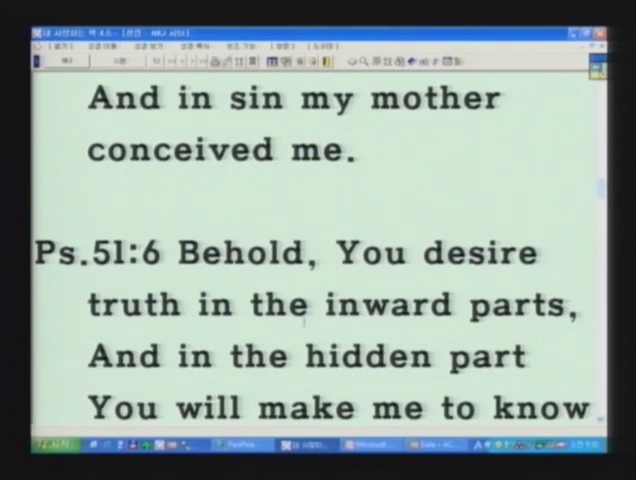 And in sin my mother
conceived me.
Ps.51:6 Behold, You desire
truth in the inward parts,
And in the hidden part
You will make me to know